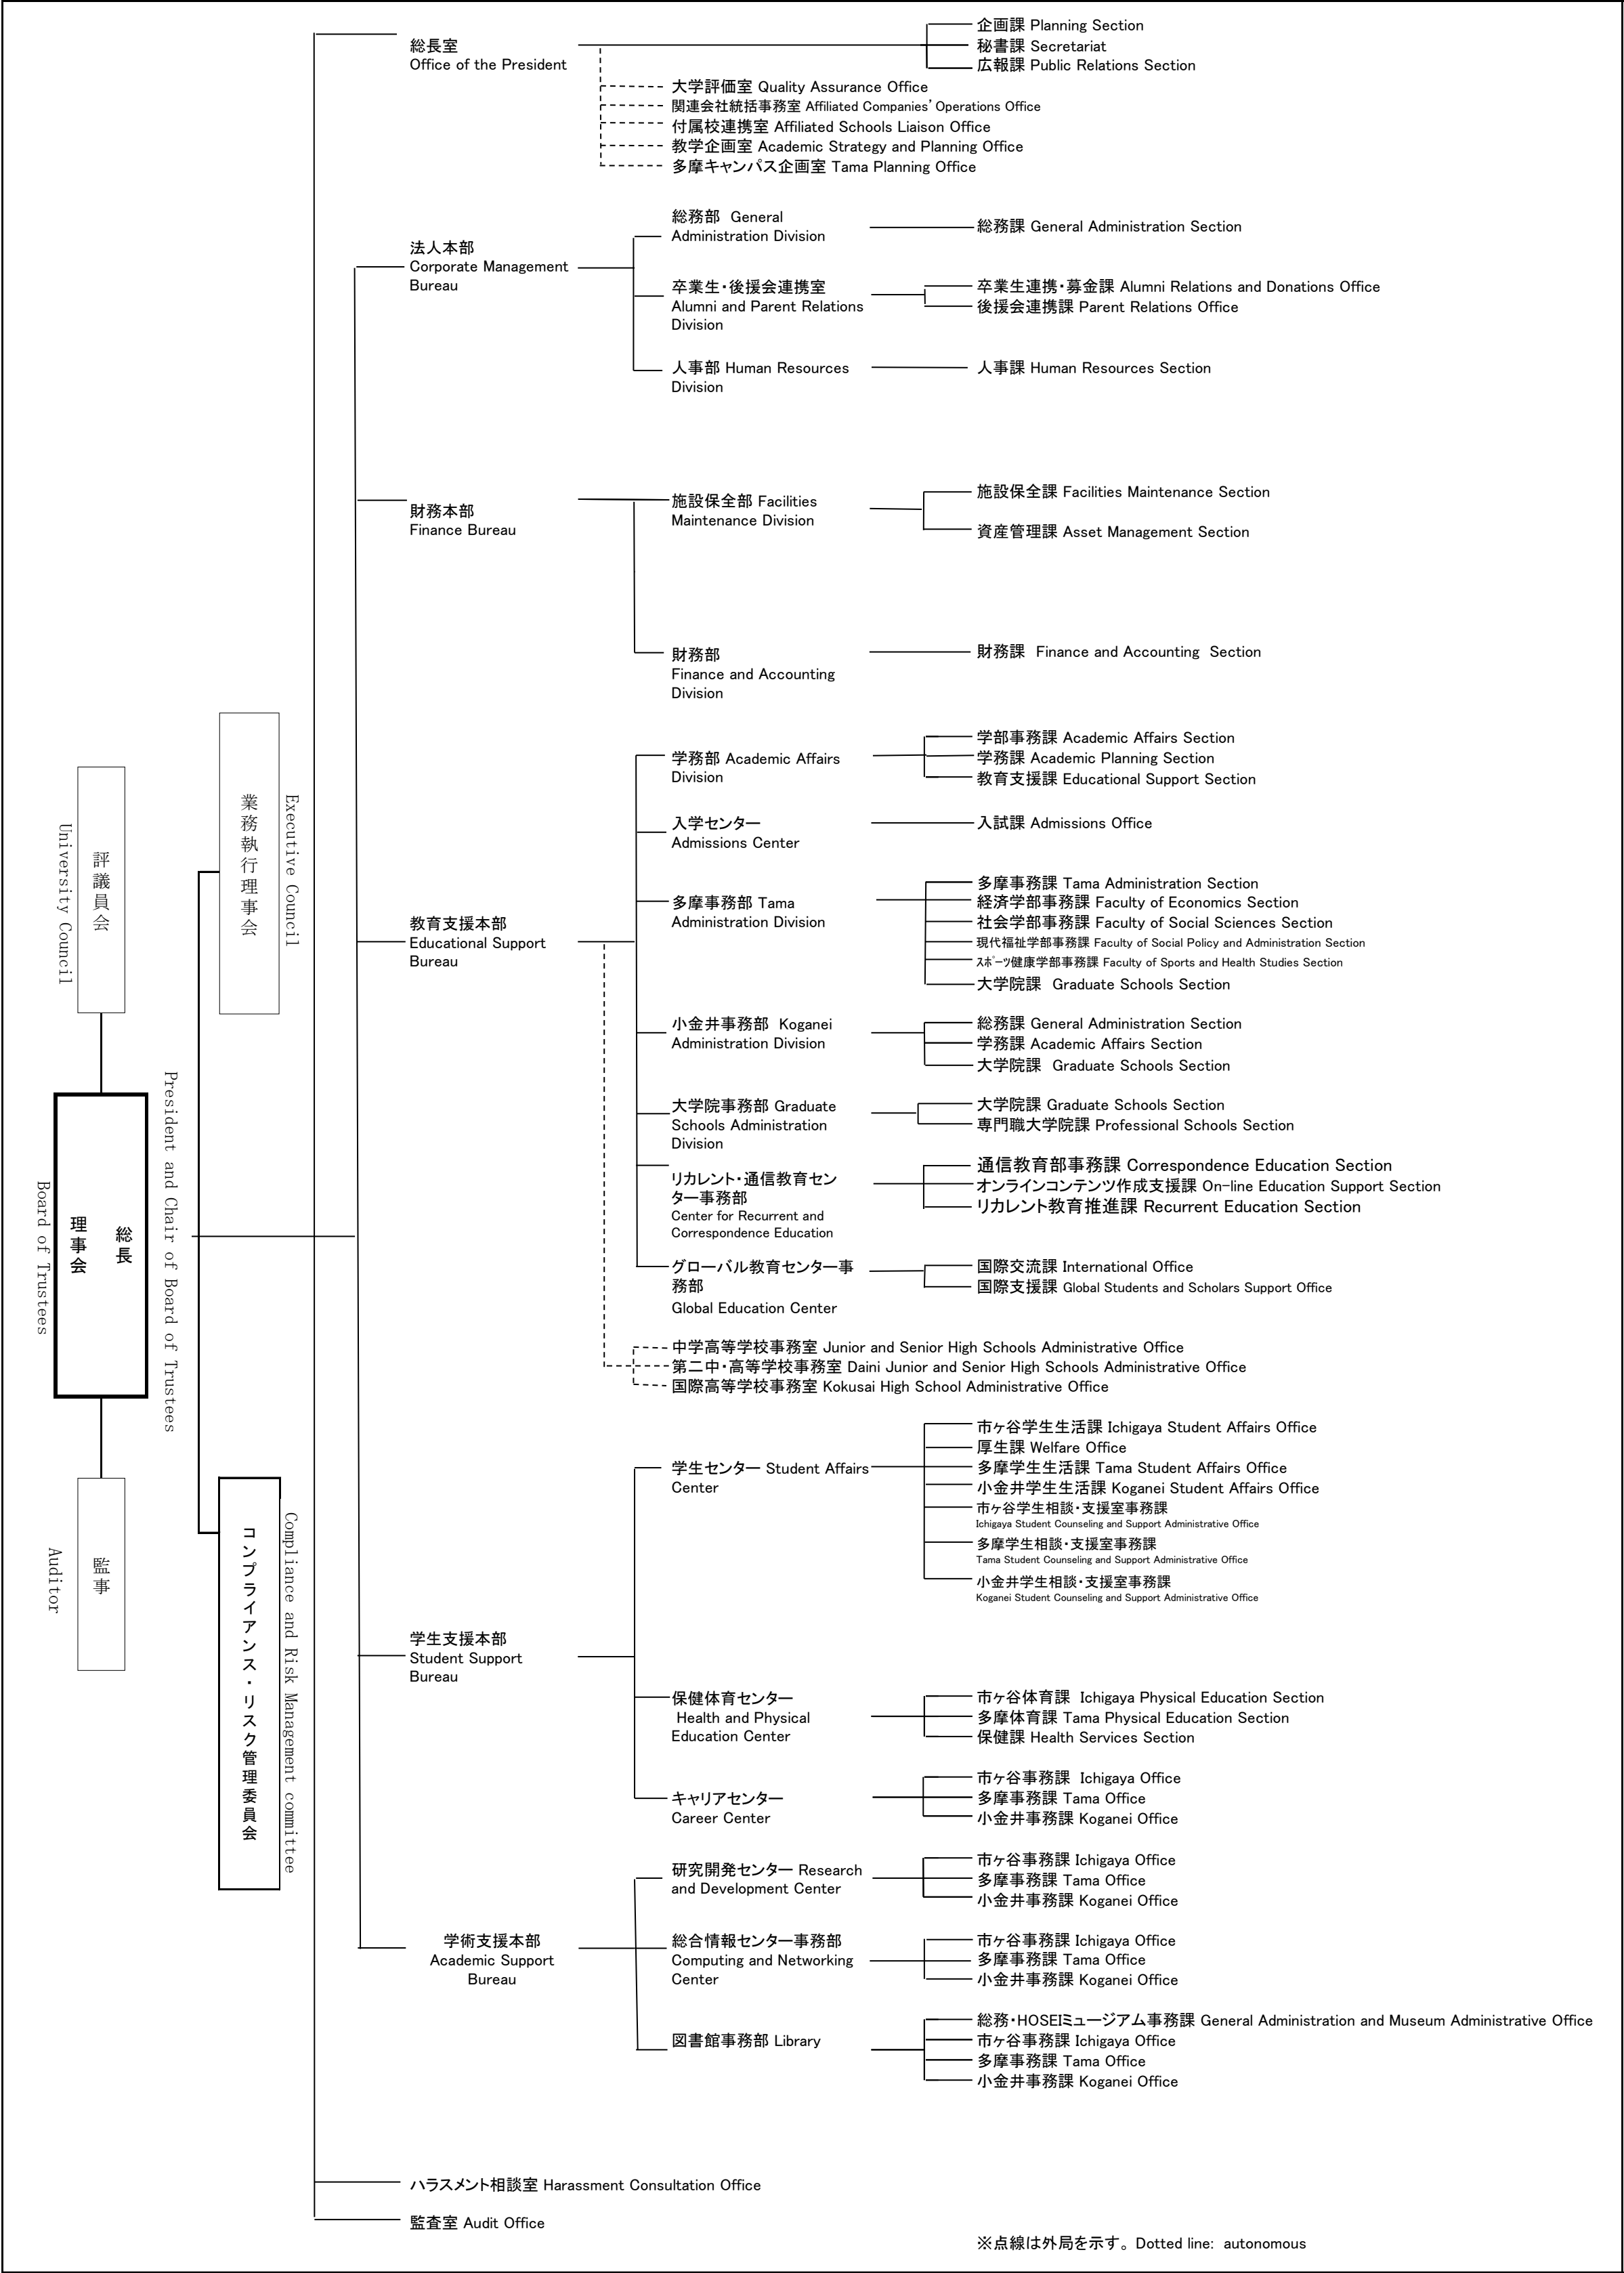 総長室
Office of the President
企画課 Planning Section
秘書課 Secretariat
広報課 Public Relations Section
大学評価室 Quality Assurance Office
関連会社統括事務室 Affiliated Companies' Operations Office
付属校連携室 Affiliated Schools Liaison Office
教学企画室 Academic Strategy and Planning Office
多摩キャンパス企画室 Tama Planning Office
法人本部
Corporate Management
Bureau
総務部 General
Administration Division
総務課 General Administration Section
卒業生・後援会連携室
Alumni and Parent Relations
Division
卒業生連携・募金課 Alumni Relations and Donations Office
後援会連携課 Parent Relations Office
人事部 Human Resources
Division
人事課 Human Resources Section
財務本部
Finance Bureau
施設保全部 Facilities
Maintenance Division
施設保全課 Facilities Maintenance Section
資産管理課 Asset Management Section
財務部
Finance and Accounting
Division
財務課 Finance and Accounting Section
教育支援本部
Educational Support
Bureau
学務部 Academic Affairs
Division
学部事務課 Academic Affairs Section
学務課 Academic Planning Section
教育支援課 Educational Support Section
入学センター
Admissions Center
入試課 Admissions Office
多摩事務部 Tama
Administration Division
多摩事務課 Tama Administration Section
経済学部事務課 Faculty of Economics Section
社会学部事務課 Faculty of Social Sciences Section
現代福祉学部事務課 Faculty of Social Policy and Administration Section
ｽﾎﾟｰﾂ健康学部事務課 Faculty of Sports and Health Studies Section
大学院課 Graduate Schools Section
小金井事務部 Koganei
Administration Division
総務課 General Administration Section
学務課 Academic Affairs Section
大学院課 Graduate Schools Section
大学院事務部 Graduate
Schools Administration
Division
大学院課 Graduate Schools Section
専門職大学院課 Professional Schools Section
リカレント・通信教育セン
ター事務部
Center for Recurrent and
Correspondence Education
通信教育部事務課 Correspondence Education Section
オンラインコンテンツ作成支援課 On-line Education Support Section
リカレント教育推進課 Recurrent Education Section
グローバル教育センター事
務部
Global Education Center
国際交流課 International Office
国際支援課 Global Students and Scholars Support Office
中学高等学校事務室 Junior and Senior High Schools Administrative Office
第二中・高等学校事務室 Daini Junior and Senior High Schools Administrative Office
国際高等学校事務室 Kokusai High School Administrative Office
学生支援本部
Student Support
Bureau
学生センター Student Affairs
Center
市ヶ谷学生生活課 Ichigaya Student Affairs Office
厚生課 Welfare Office
多摩学生生活課 Tama Student Affairs Office
小金井学生生活課 Koganei Student Affairs Office
市ヶ谷学生相談・支援室事務課
Ichigaya Student Counseling and Support Administrative Office
多摩学生相談・支援室事務課
Tama Student Counseling and Support Administrative Office
小金井学生相談・支援室事務課
Koganei Student Counseling and Support Administrative Office
保健体育センター
Health and Physical
Education Center
市ヶ谷体育課 Ichigaya Physical Education Section
多摩体育課 Tama Physical Education Section
保健課 Health Services Section
キャリアセンター
Career Center
市ヶ谷事務課 Ichigaya Office
多摩事務課 Tama Office
小金井事務課 Koganei Office
学術支援本部
Academic Support
Bureau
研究開発センター Research
and Development Center
市ヶ谷事務課 Ichigaya Office
多摩事務課 Tama Office
小金井事務課 Koganei Office
総合情報センター事務部
Computing and Networking
Center
市ヶ谷事務課 Ichigaya Office
多摩事務課 Tama Office
小金井事務課 Koganei Office
図書館事務部 Library
総務・HOSEIミュージアム事務課 General Administration and Museum Administrative Office
市ヶ谷事務課 Ichigaya Office
多摩事務課 Tama Office
小金井事務課 Koganei Office
ハラスメント相談室 Harassment Consultation Office
監査室 Audit Office
※点線は外局を示す。 Dotted line: autonomous
業務執行理事会
Executive Council
評議員会
University Council
総長
理事会
President and Chair of Board of Trustees
Board of Trustees
監事
Auditor
コンプライアンス・リスク管理委員会
Compliance and Risk Management committee